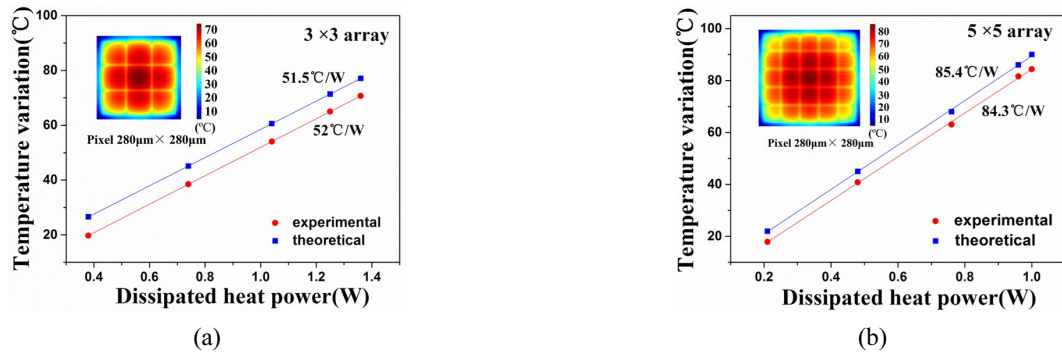 Temperature variation(℃)
100
80
60
40
20
0.4 0.6 0.8 1.0 1.2 1.4
Dissipated heat power(W)
3 ×3 array
70
60
50
40
30
20
10
(℃)
Pixel 280μm× 280μm
51.5℃/W
52℃/W
experimental
theoretical
(a)
Temperature variation(℃)
100
80
60
40
20
0.2 0.4 0.6 0.8 1.0
Dissipated heat power(W)
5 ×5 array
80
70
60
50
40
30
20
10
(℃)
Pixel 280μm× 280μm
85.4℃/W
84.3℃/W
experimental
theoretical
(b)